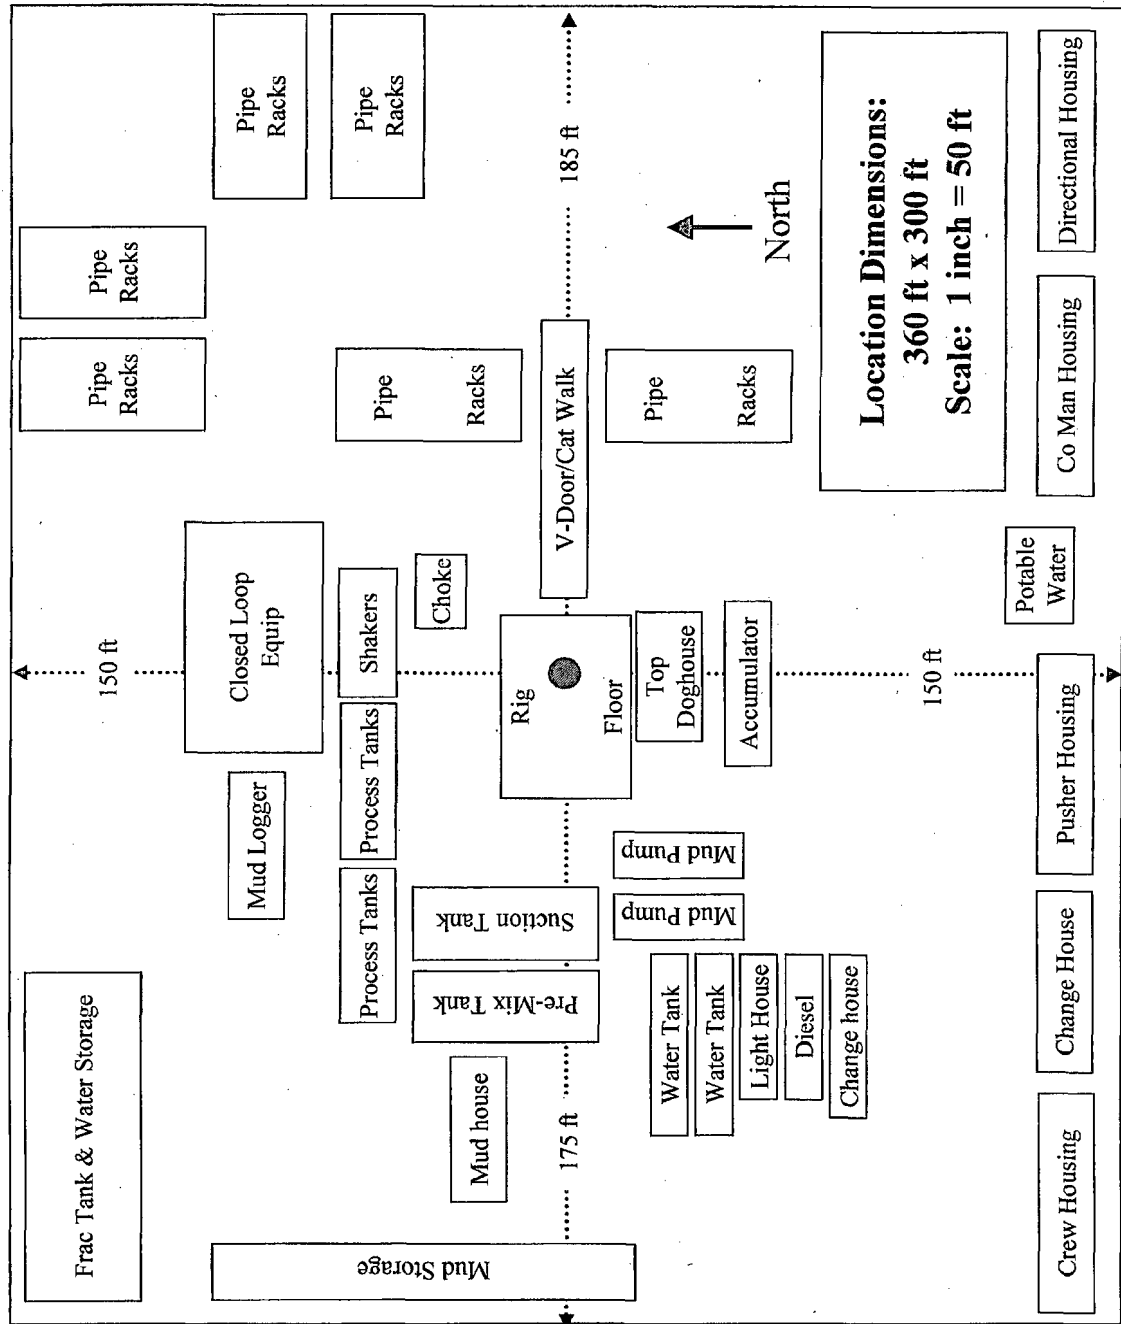 Frac Tank & Water Storage
Pipe
Racks
Pipe
Racks
Pipe
Racks
Pipe
Racks
150 ft
Mud Logger
Closed Loop
Equip
Process Tanks
Process Tanks
Shakers
Pipe
Racks
Mud Storage
Mud house
Pre-Mix Tank
Suction Tank
Choke
175 ft
Rig
Floor
V-Door/Cat Walk
185 ft
Water Tank
Water Tank
Light House
Diesel
Change house
Mud Pump
Mud Pump
Top
Doghouse
Accumulator
Pipe
Racks
North
150 ft
Location Dimensions:
360 ft x 300 ft
Scale: 1 inch = 50 ft
Potable
Water
Crew Housing
Change House
Pusher Housing
Co Man Housing
Directional Housing